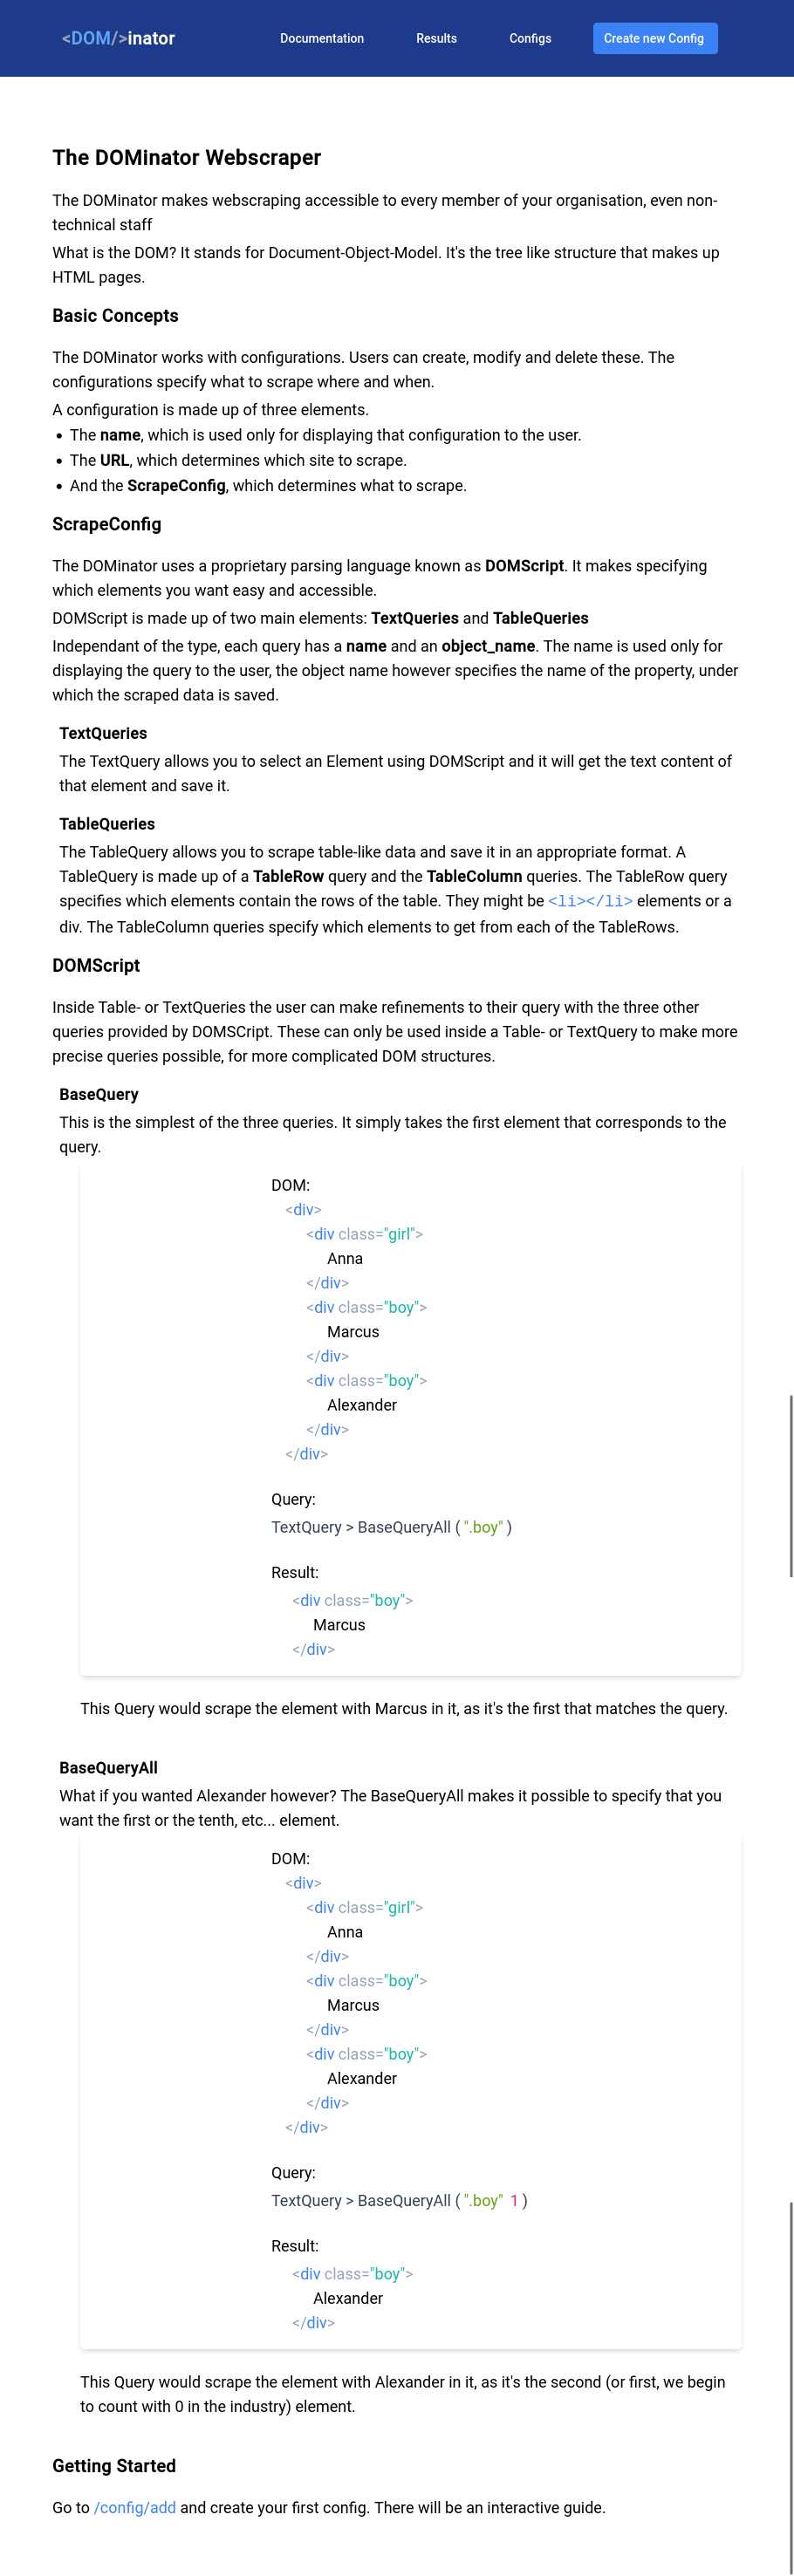 <DOM/>inator Documentation Results Configs Create new Config
The DOMinator Webscraper
The DOMinator makes webscraping accessible to every member of your organisation, even non-
technical staff
What is the DOM? It stands for Document-Object-Model. It's the tree like structure that makes up
HTML pages.
Basic Concepts
The DOMinator works with configurations. Users can create, modify and delete these. The
configurations specify what to scrape where and when.
A configuration is made up of three elements.
• The name, which is used only for displaying that configuration to the user.
• The URL, which determines which site to scrape.
• And the ScrapeConfig, which determines what to scrape.
ScrapeConfig
The DOMinator uses a proprietary parsing language known as DOMScript. It makes specifying
which elements you want easy and accessible.
DOMScript is made up of two main elements: TextQueries and TableQueries
Independant of the type, each query has a name and an object_name. The name is used only for
displaying the query to the user, the object name however specifies the name of the property, under
which the scraped data is saved.
TextQueries
The TextQuery allows you to select an Element using DOMScript and it will get the text content of
that element and save it.
TableQueries
The TableQuery allows you to scrape table-like data and save it in an appropriate format. A
TableQuery is made up of a TableRow query and the TableColumn queries. The TableRow query
specifies which elements contain the rows of the table. They might be <li></li> elements or a
div. The TableColumn queries specify which elements to get from each of the TableRows.
DOMScript
Inside Table- or TextQueries the user can make refinements to their query with the three other
queries provided by DOMSCript. These can only be used inside a Table- or TextQuery to make more
precise queries possible, for more complicated DOM structures.
BaseQuery
This is the simplest of the three queries. It simply takes the first element that corresponds to the
query.
DOM:
<div>
<div class="girl">
Anna
</div>
<div class="boy">
Marcus
</div>
<div class="boy">
Alexander
</div>
</div>
Query:
TextQuery > BaseQueryAll ( ".boy" )
Result:
<div class="boy">
Marcus
</div>
This Query would scrape the element with Marcus in it, as it's the first that matches the query.
BaseQueryAll
What if you wanted Alexander however? The BaseQueryAll makes it possible to specify that you
want the first or the tenth, etc... element.
DOM:
<div>
<div class="girl">
Anna
</div>
<div class="boy">
Marcus
</div>
<div class="boy">
Alexander
</div>
</div>
Query:
TextQuery > BaseQueryAll ( ".boy" 1 )
Result:
<div class="boy">
Alexander
</div>
This Query would scrape the element with Alexander in it, as it's the second (or first, we begin
to count with 0 in the industry) element.
Getting Started
Go to /config/add and create your first config. There will be an interactive guide.